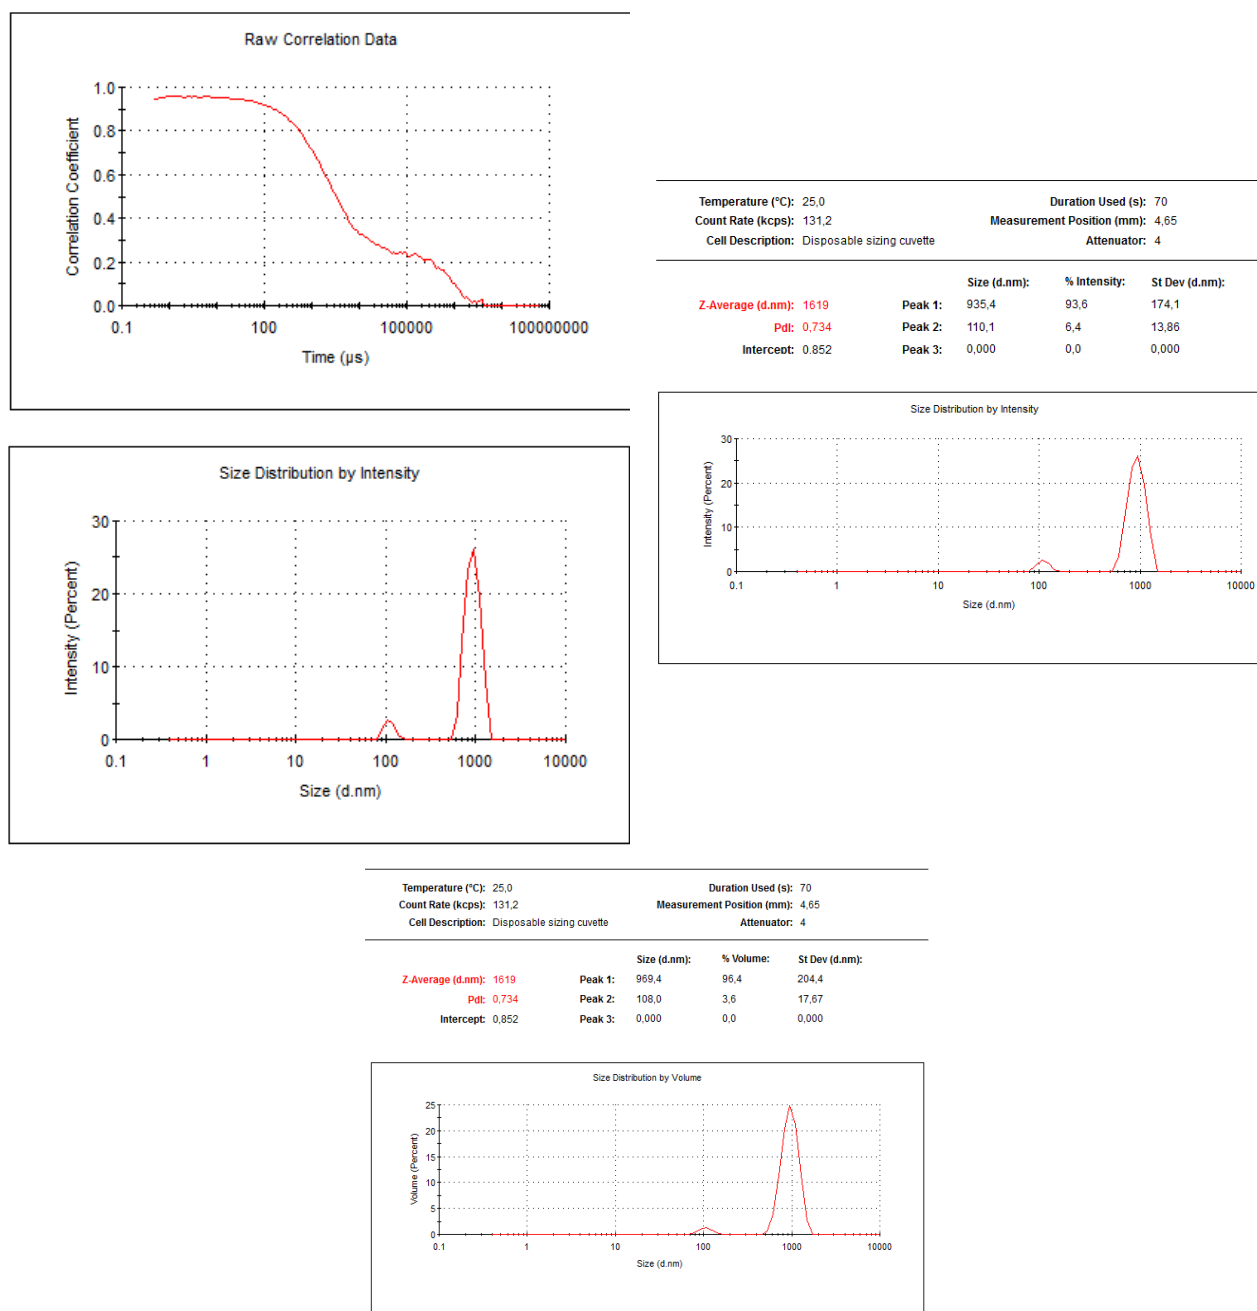 Raw Correlation Data
Correlation Coefficient
1.0
0.8
0.6
0.4
0.2
0.0
0.1 100 100000 100000000
Time (µs)
Temperature (°C): 25,0 Duration Used (s): 70
Count Rate (kcps): 131,2 Measurement Position (mm): 4,65
Cell Description: Disposable sizing cuvette Attenuator: 4
Size (d.nm): % Intensity: St Dev (d.nm):
Z-Average (d.nm): 1619 Peak 1: 935,4 93,6 174,1
PdI: 0,734 Peak 2: 110,1 6,4 13,86
Intercept: 0.852 Peak 3: 0,000 0,0 0,000
Size Distribution by Intensity
Intensity (Percent)
30
20
10
0
0.1 1 10 100 1000 10000
Size (d.nm)
Size Distribution by Intensity
Intensity (Percent)
30
20
10
0
0.1 1 10 100 1000 10000
Size (d.nm)
Temperature (°C): 25,0 Duration Used (s): 70
Count Rate (kcps): 131,2 Measurement Position (mm): 4,65
Cell Description: Disposable sizing cuvette Attenuator: 4
Size (d.nm): % Volume: St Dev (d.nm):
Z-Average (d.nm): 1619 Peak 1: 969,4 96,4 204,4
PdI: 0,734 Peak 2: 108,0 3,6 17,67
Intercept: 0,852 Peak 3: 0,000 0,0 0,000
Size Distribution by Volume
Volume (Percent)
25
20
15
10
5
0
0.1 1 10 100 1000 10000
Size (d.nm)